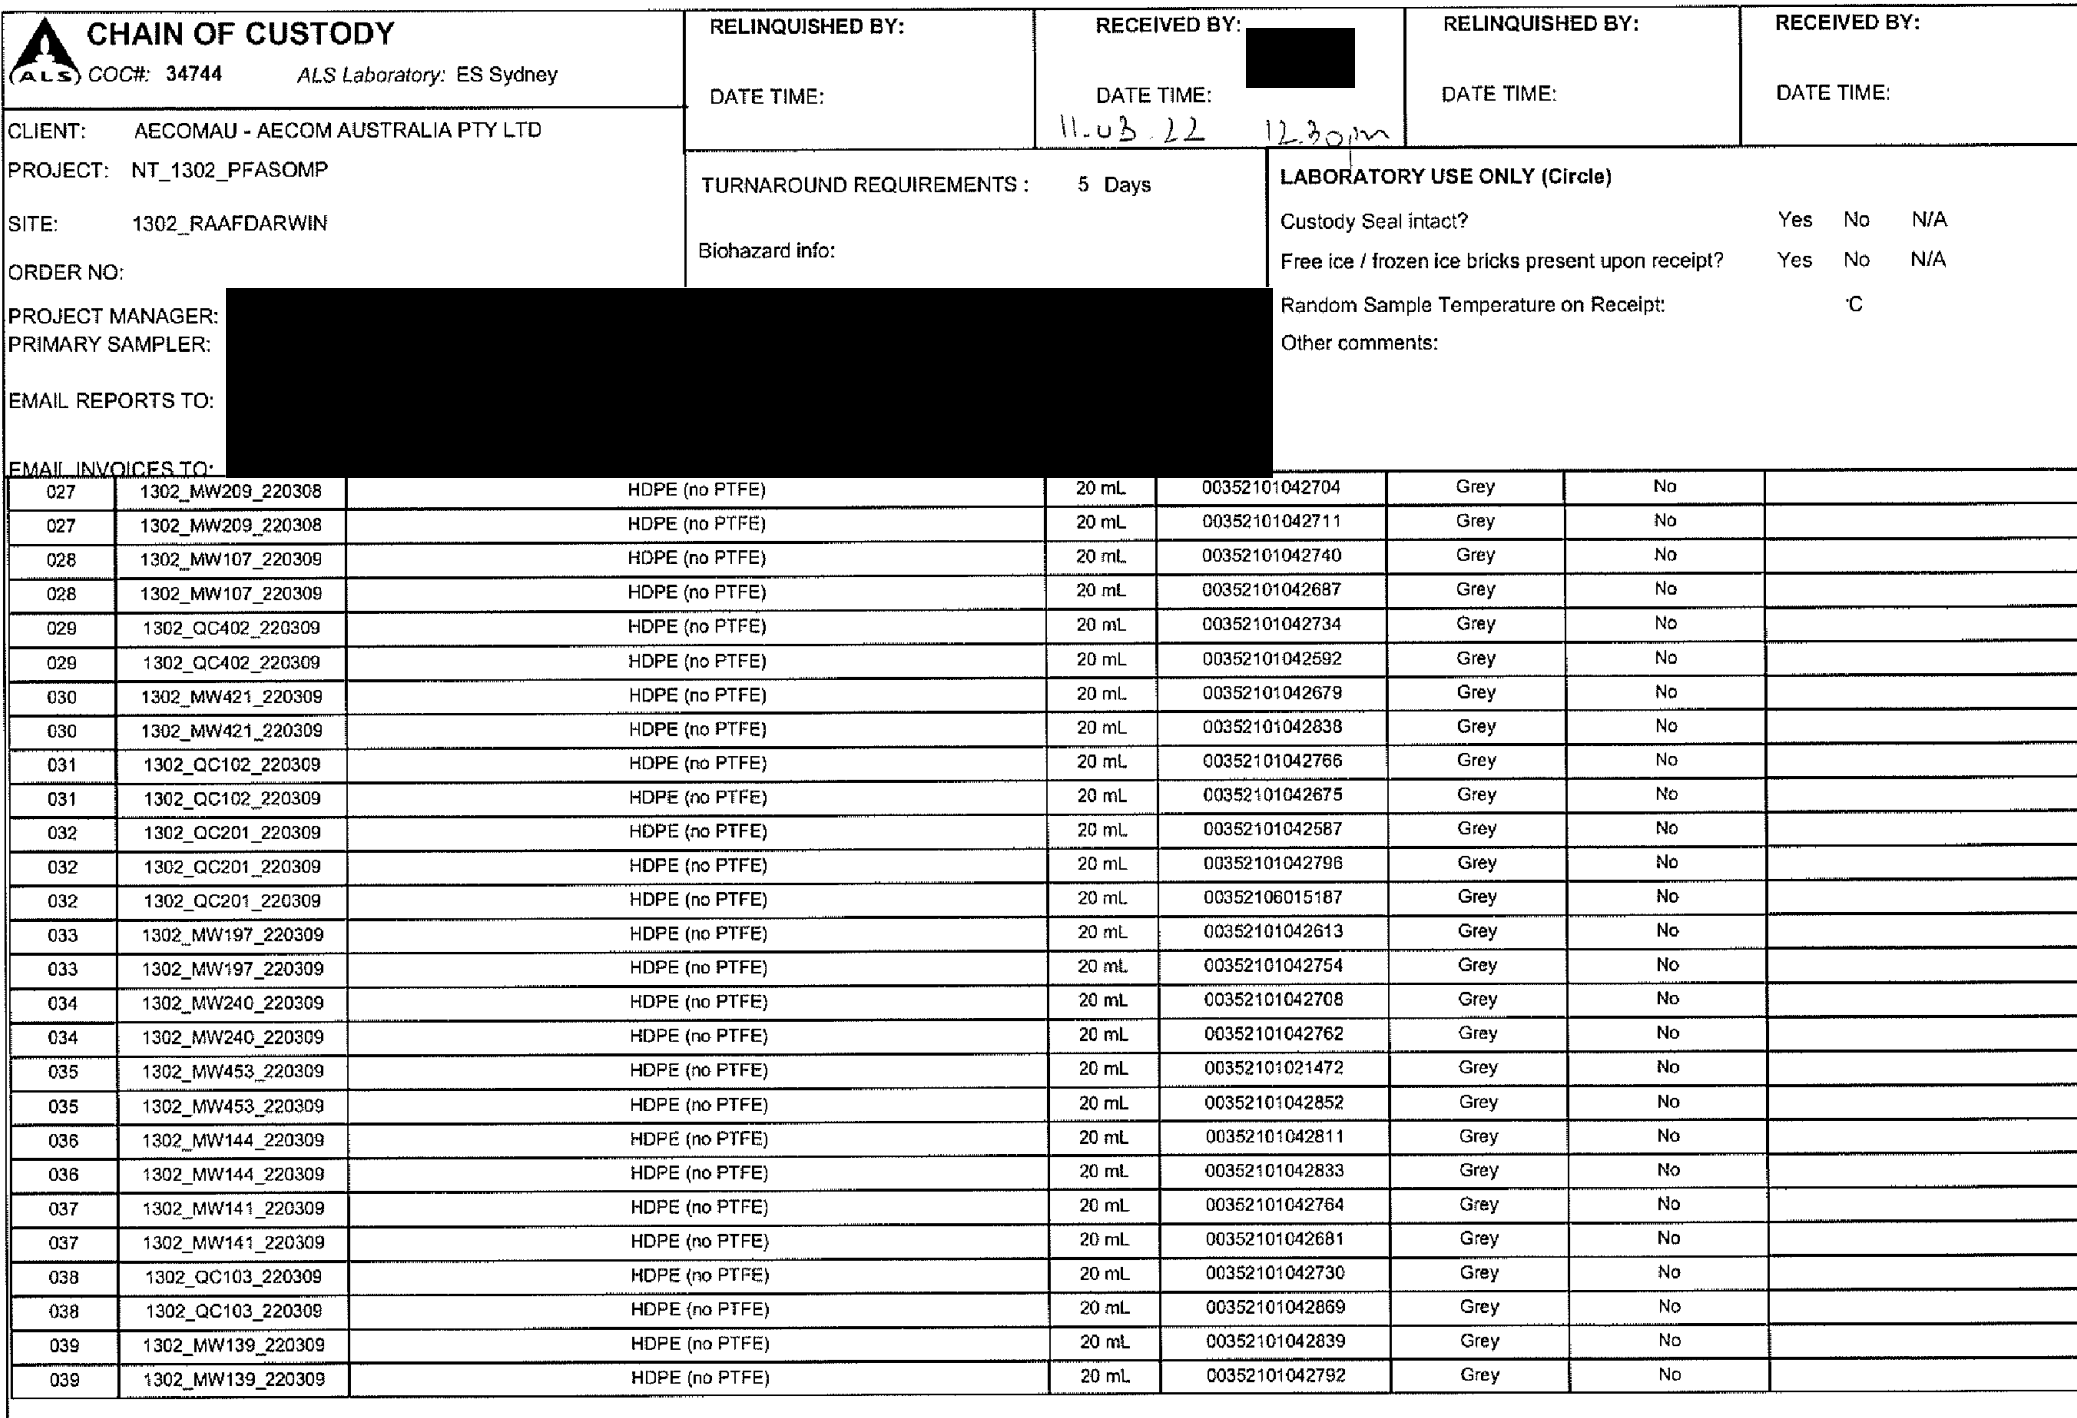 CHAIN OF CUSTODY
ALS
COC#: 34744 ALS Laboratory: ES Sydney
RELINQUISHED BY:
DATE TIME:
RECEIVED BY:
DATE TIME:
11.03.22 12.30pm
RELINQUISHED BY:
DATE TIME:
RECEIVED BY:
DATE TIME:
CLIENT: AECOMAU - AECOM AUSTRALIA PTY LTD
PROJECT: NT_1302_PFASOMP
SITE: 1302_RAAFDARWIN
ORDER NO:
PROJECT MANAGER:
PRIMARY SAMPLER:
EMAIL REPORTS TO:
EMAIL INVOICES TO:
TURNAROUND REQUIREMENTS : 5 Days
Biohazard info:
LABORATORY USE ONLY (Circle)
Custody Seal intact? Yes No N/A
Free ice / frozen ice bricks present upon receipt? Yes No N/A
Random Sample Temperature on Receipt: °C
Other comments:
027 1302_MW209_220308 HDPE (no PTFE) 20 mL 00352101042704 Grey No
027 1302_MW209_220308 HDPE (no PTFE) 20 mL 00352101042711 Grey No
028 1302_MW107_220309 HDPE (no PTFE) 20 mL 00352101042740 Grey No
028 1302_MW107_220309 HDPE (no PTFE) 20 mL 00352101042687 Grey No
029 1302_QC402_220309 HDPE (no PTFE) 20 mL 00352101042734 Grey No
029 1302_QC402_220309 HDPE (no PTFE) 20 mL 00352101042592 Grey No
030 1302_MW421_220309 HDPE (no PTFE) 20 mL 00352101042679 Grey No
030 1302_MW421_220309 HDPE (no PTFE) 20 mL 00352101042838 Grey No
031 1302_QC102_220309 HDPE (no PTFE) 20 mL 00352101042766 Grey No
031 1302_QC102_220309 HDPE (no PTFE) 20 mL 00352101042675 Grey No
032 1302_QC201_220309 HDPE (no PTFE) 20 mL 00352101042587 Grey No
032 1302_QC201_220309 HDPE (no PTFE) 20 mL 00352101042796 Grey No
032 1302_QC201_220309 HDPE (no PTFE) 20 mL 00352106015187 Grey No
033 1302_MW197_220309 HDPE (no PTFE) 20 mL 00352101042613 Grey No
033 1302_MW197_220309 HDPE (no PTFE) 20 mL 00352101042754 Grey No
034 1302_MW240_220309 HDPE (no PTFE) 20 mL 00352101042708 Grey No
034 1302_MW240_220309 HDPE (no PTFE) 20 mL 00352101042762 Grey No
035 1302_MW453_220309 HDPE (no PTFE) 20 mL 00352101021472 Grey No
035 1302_MW453_220309 HDPE (no PTFE) 20 mL 00352101042852 Grey No
036 1302_MW144_220309 HDPE (no PTFE) 20 mL 00352101042811 Grey No
036 1302_MW144_220309 HDPE (no PTFE) 20 mL 00352101042833 Grey No
037 1302_MW141_220309 HDPE (no PTFE) 20 mL 00352101042764 Grey No
037 1302_MW141_220309 HDPE (no PTFE) 20 mL 00352101042681 Grey No
038 1302_QC103_220309 HDPE (no PTFE) 20 mL 00352101042730 Grey No
038 1302_QC103_220309 HDPE (no PTFE) 20 mL 00352101042869 Grey No
039 1302_MW139_220309 HDPE (no PTFE) 20 mL 00352101042839 Grey No
039 1302_MW139_220309 HDPE (no PTFE) 20 mL 00352101042792 Grey No